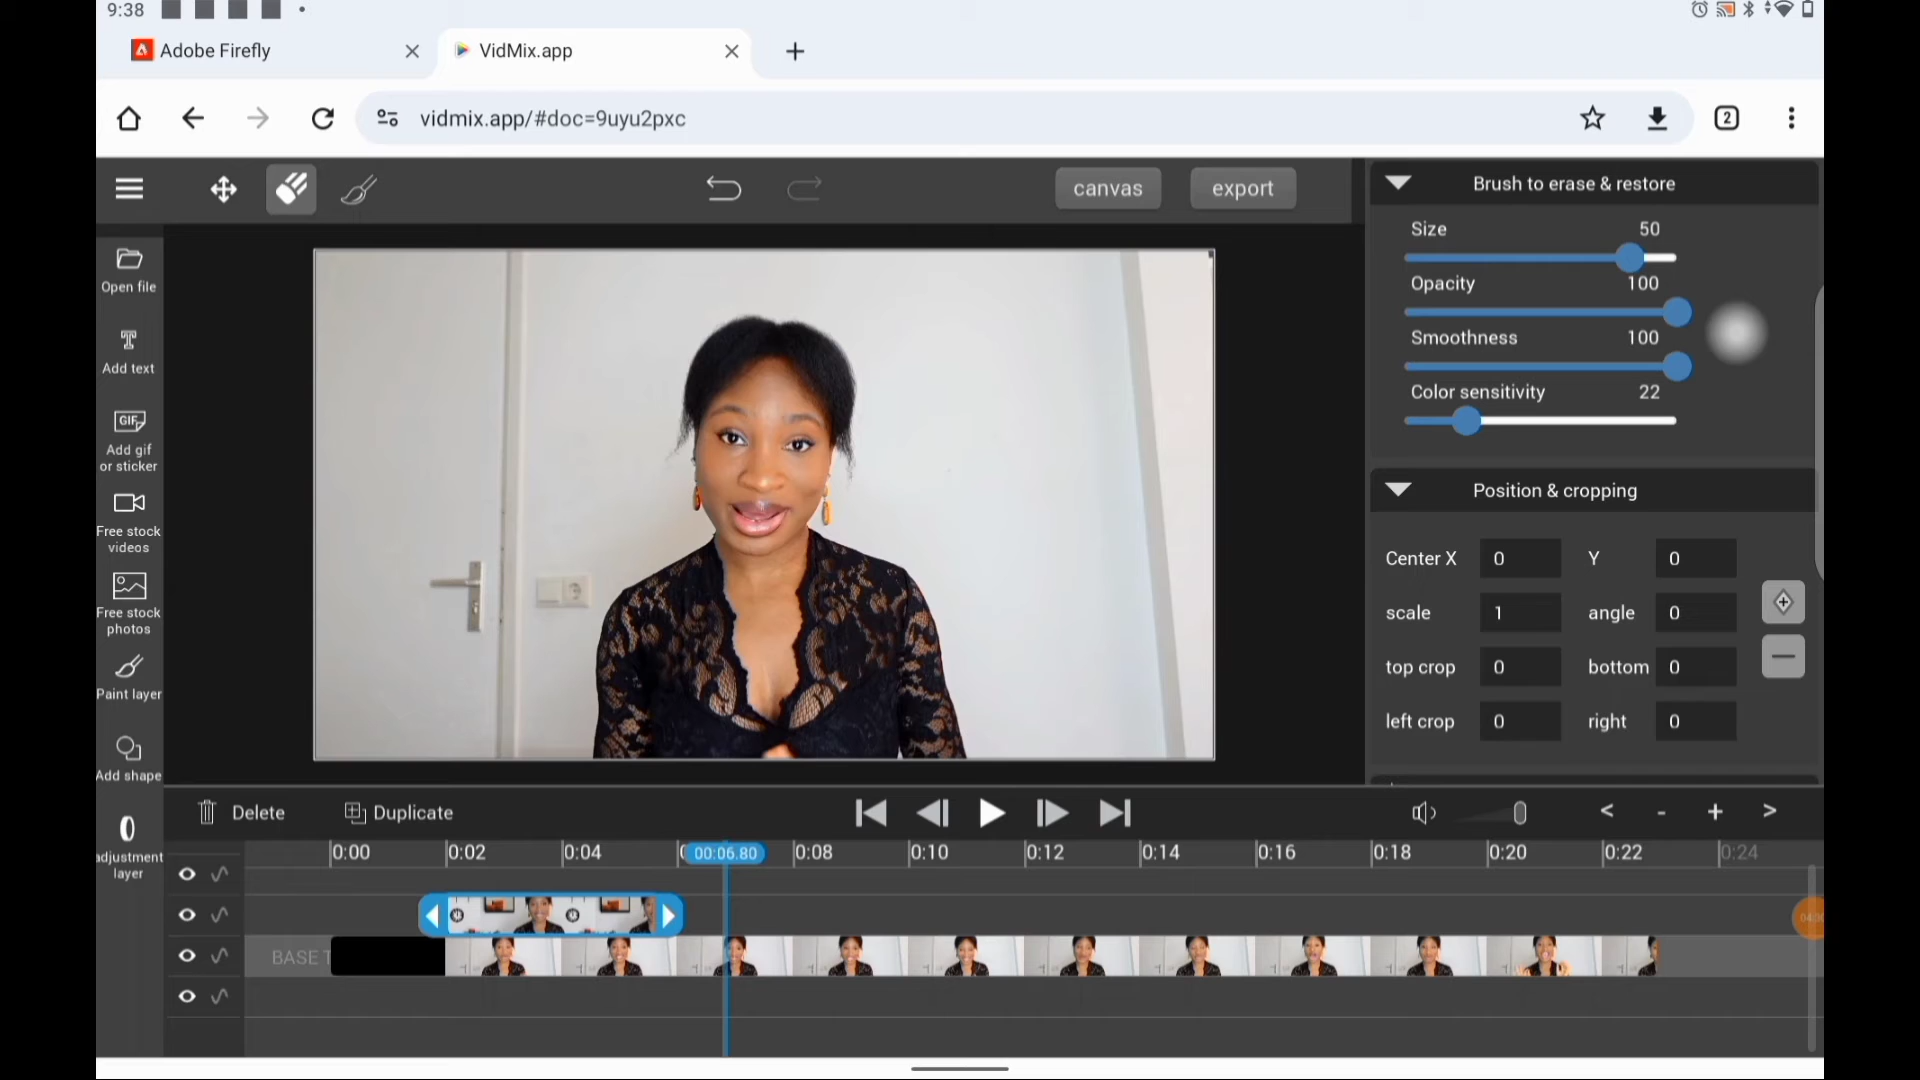 9:38
Adobe Firefly
VidMix.app
vidmix.app/#doc=9uyu2pxc
2
canvas
export
Brush to erase & restore
Size 50
Opacity 100
Smoothness 100
Color sensitivity 22
Position & cropping
Center X 0 Y 0
scale 1 angle 0
top crop 0 bottom 0
left crop 0 right 0
Open file
Add text
GIF
Add gif
or sticker
Free stock
videos
Free stock
photos
Paint layer
Add shape
adjustment
layer
Delete
Duplicate
< - + >
0:00 0:02 0:04 00:06.80 0:08 0:10 0:12 0:14 0:16 0:18 0:20 0:22 0:24
BASE T